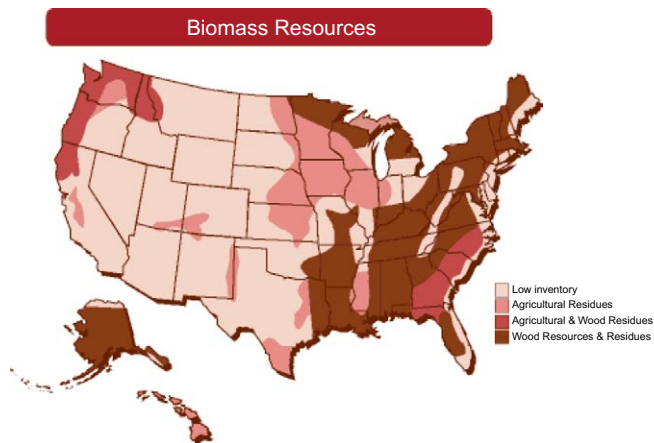 Biomass Resources
Low inventory
Agricultural Residues
Agricultural & Wood Residues
Wood Resources & Residues